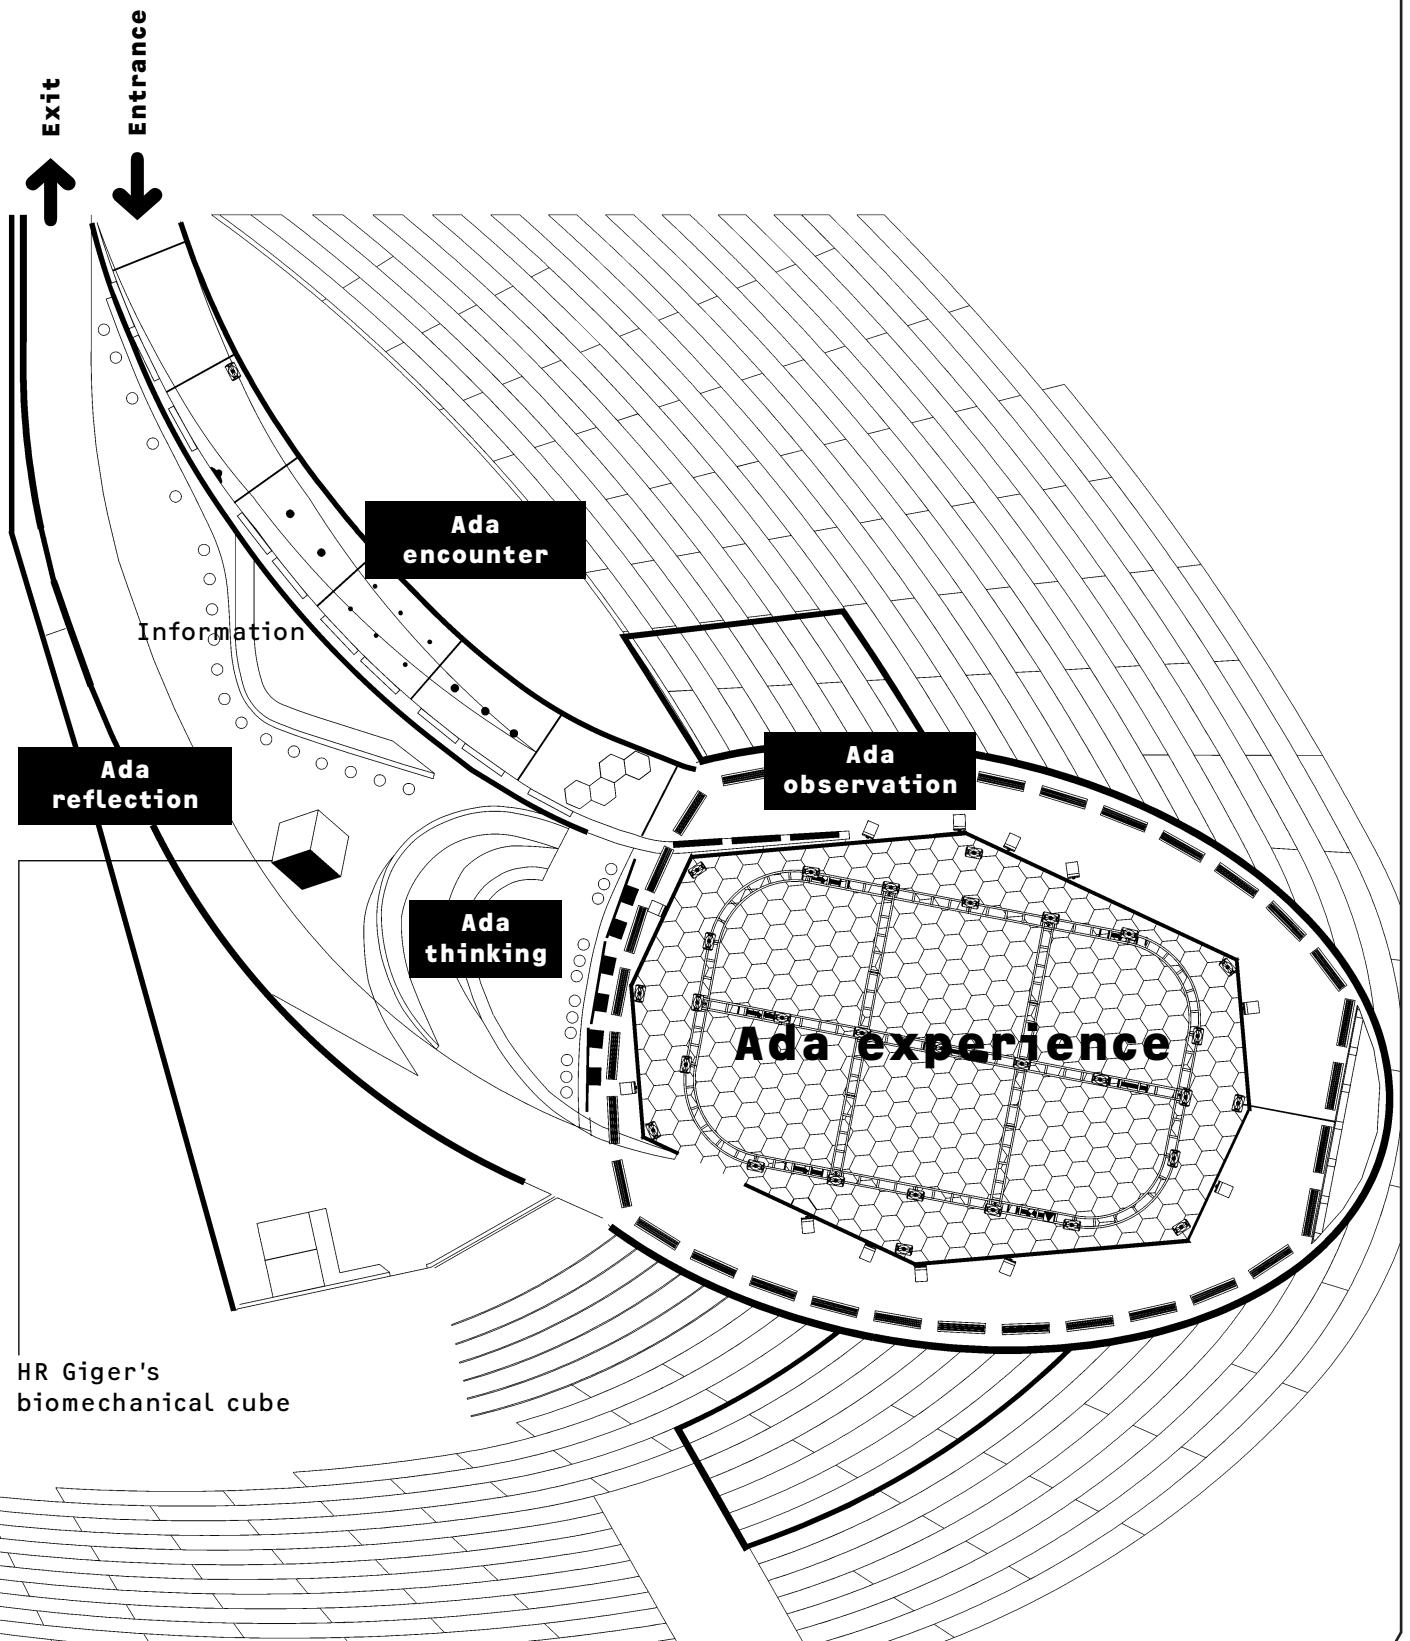 Exit
Entrance
Ada
encounter
Information
Ada
reflection
Ada
observation
Ada
thinking
Ada experience
HR Giger's
biomechanical cube